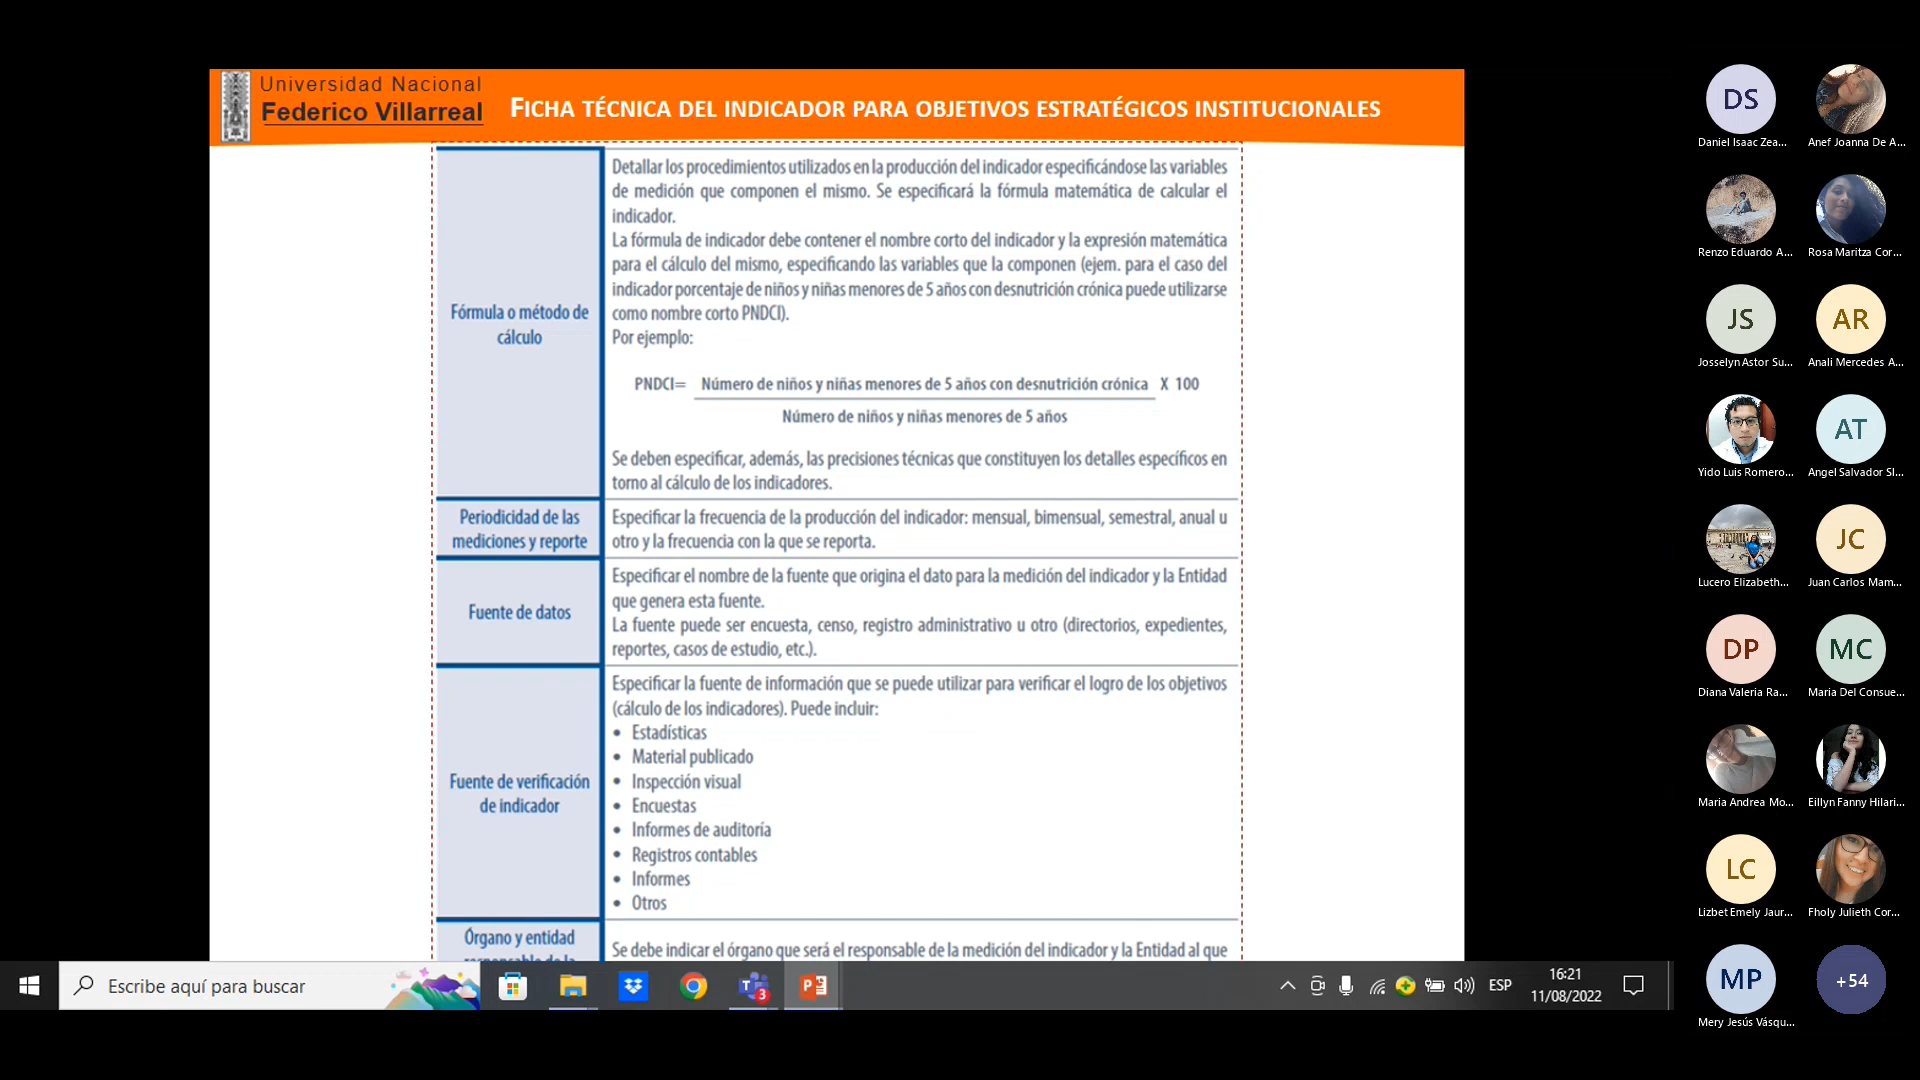 Universidad Nacional
Federico Villarreal
FICHA TÉCNICA DEL INDICADOR PARA OBJETIVOS ESTRATÉGICOS INSTITUCIONALES
Fórmula o método de
cálculo
Detallar los procedimientos utilizados en la producción del indicador especificándose las variables
de medición que componen el mismo. Se especificará la fórmula matemática de calcular el
indicador.
La fórmula de indicador debe contener el nombre corto del indicador y la expresión matemática
para el cálculo del mismo, especificando las variables que la componen (ejem. para el caso del
indicador porcentaje de niños y niñas menores de 5 años con desnutrición crónica puede utilizarse
como nombre corto PNDCI).
Por ejemplo:
PNDCI= Número de niños y niñas menores de 5 años con desnutrición crónica X 100
Número de niños y niñas menores de 5 años
Se deben especificar, además, las precisiones técnicas que constituyen los detalles específicos en
torno al cálculo de los indicadores.
Periodicidad de las
mediciones y reporte
Especificar la frecuencia de la producción del indicador: mensual, bimensual, semestral, anual u
otro y la frecuencia con la que se reporta.
Fuente de datos
Especificar el nombre de la fuente que origina el dato para la medición del indicador y la Entidad
que genera esta fuente.
La fuente puede ser encuesta, censo, registro administrativo u otro (directorios, expedientes,
reportes, casos de estudio, etc.).
Fuente de verificación
de indicador
Especificar la fuente de información que se puede utilizar para verificar el logro de los objetivos
(cálculo de los indicadores). Puede incluir:
• Estadísticas
• Material publicado
• Inspección visual
• Encuestas
• Informes de auditoría
• Registros contables
• Informes
• Otros
Órgano y entidad
responsable de la
Se debe indicar el órgano que será el responsable de la medición del indicador y la Entidad al que
Escribe aquí para buscar
3
ESP
16:21
11/08/2022
DS
Daniel Isaac Zea...
Anef Joanna De A...
Renzo Eduardo A...
Rosa Maritza Cor...
JS
Josselyn Astor Su...
AR
Anali Mercedes A...
Yido Luis Romero...
AT
Angel Salvador Sl...
Lucero Elizabeth...
JC
Juan Carlos Mam...
DP
Diana Valeria Ra...
MC
Maria Del Consue...
Maria Andrea Mo...
Eillyn Fanny Hilari...
LC
Lizbet Emely Jaur...
Fholy Julieth Cor...
MP
Mery Jesús Vásqu...
+54